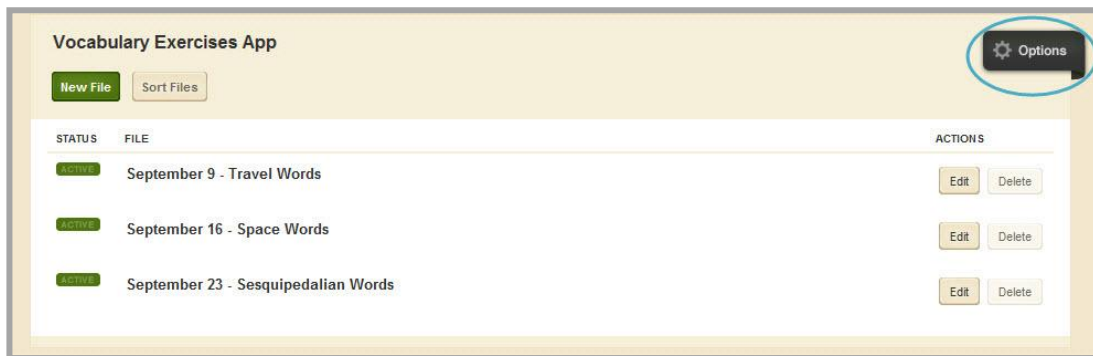 Vocabulary Exercises App
Options
New File Sort Files
STATUS FILE ACTIONS
ACTIVE September 9 - Travel Words Edit Delete
ACTIVE September 16 - Space Words Edit Delete
ACTIVE September 23 - Sesquipedalian Words Edit Delete